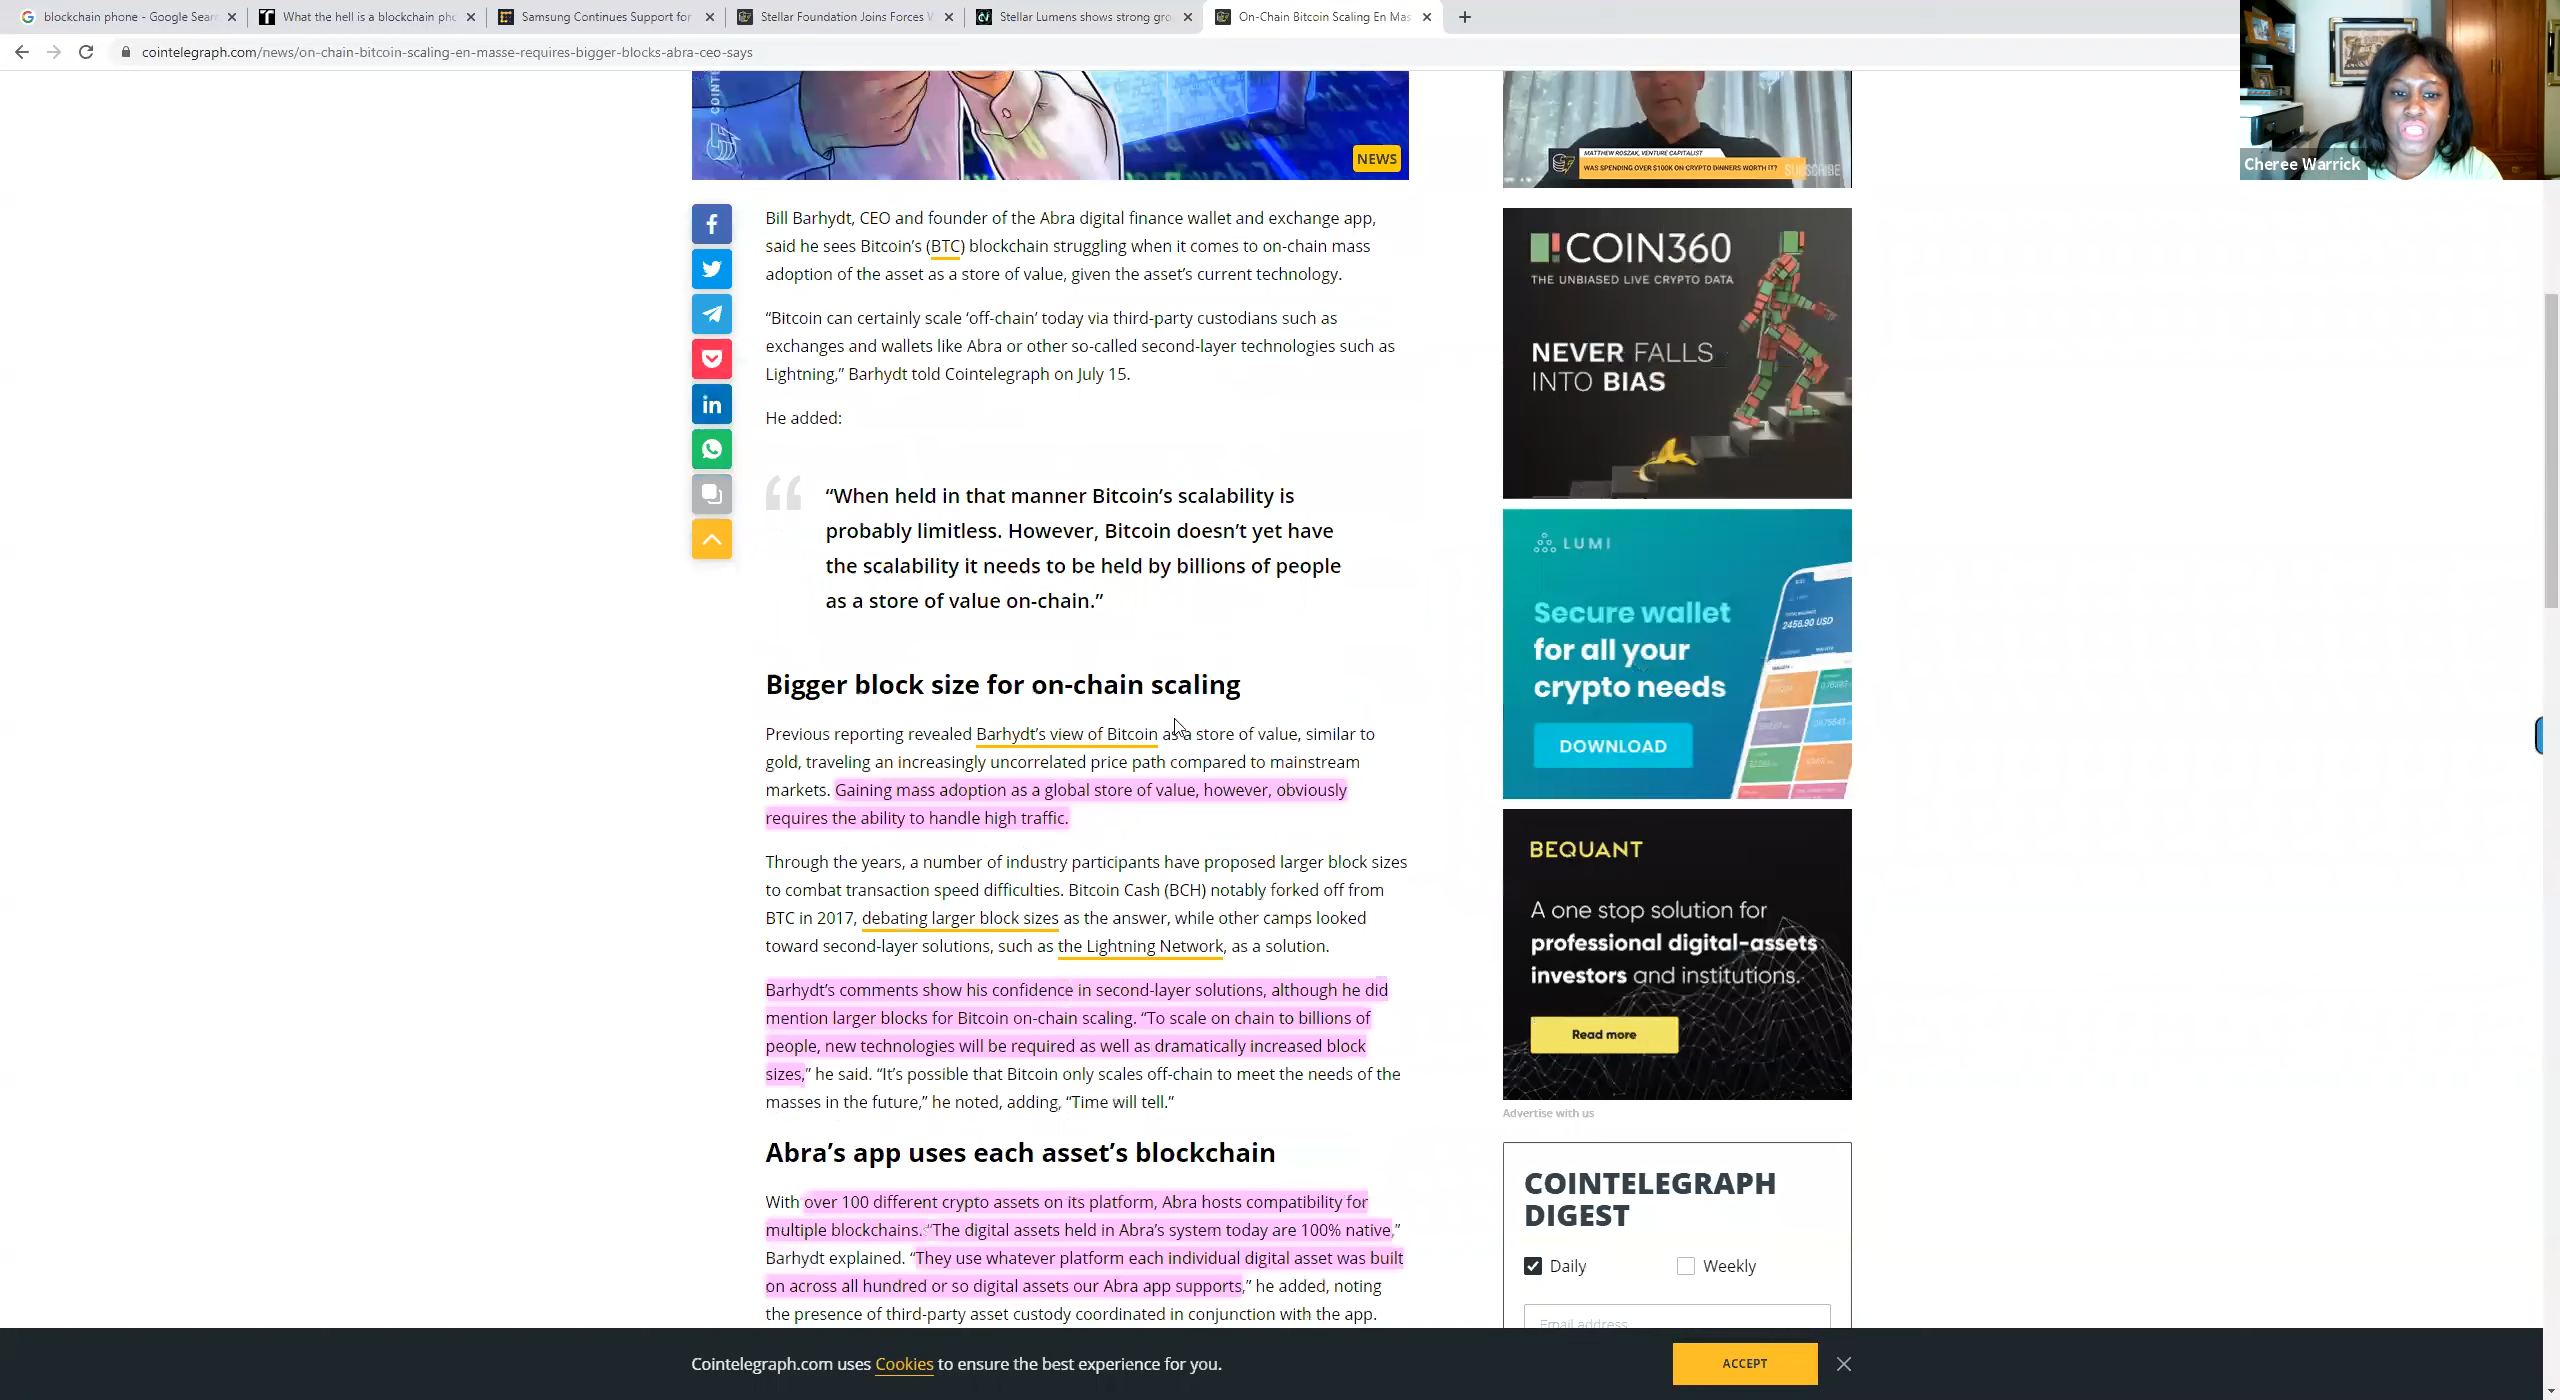 blockchain phone - Google Sear
What the hell is a blockchain pho
Samsung Continues Support for
Stellar Foundation Joins Forces W
Stellar Lumens shows strong gro
On-Chain Bitcoin Scaling En Mas
cointelegraph.com/news/on-chain-bitcoin-scaling-en-masse-requires-bigger-blocks-abra-ceo-says
Cheree Warrick
COINTE
NEWS
MATTHEW ROSZAK, VENTURE CAPITALIST
WAS SPENDING OVER $100K ON CRYPTO DINNERS WORTH IT?
SUBSCRIBE
Bill Barhydt, CEO and founder of the Abra digital finance wallet and exchange app,
said he sees Bitcoin’s (BTC) blockchain struggling when it comes to on-chain mass
adoption of the asset as a store of value, given the asset’s current technology.
“Bitcoin can certainly scale ‘off-chain’ today via third-party custodians such as
exchanges and wallets like Abra or other so-called second-layer technologies such as
Lightning,” Barhydt told Cointelegraph on July 15.
He added:
“When held in that manner Bitcoin’s scalability is
probably limitless. However, Bitcoin doesn’t yet have
the scalability it needs to be held by billions of people
as a store of value on-chain.”
Bigger block size for on-chain scaling
Previous reporting revealed Barhydt’s view of Bitcoin as a store of value, similar to
gold, traveling an increasingly uncorrelated price path compared to mainstream
markets. Gaining mass adoption as a global store of value, however, obviously
requires the ability to handle high traffic.
Through the years, a number of industry participants have proposed larger block sizes
to combat transaction speed difficulties. Bitcoin Cash (BCH) notably forked off from
BTC in 2017, debating larger block sizes as the answer, while other camps looked
toward second-layer solutions, such as the Lightning Network, as a solution.
Barhydt’s comments show his confidence in second-layer solutions, although he did
mention larger blocks for Bitcoin on-chain scaling. “To scale on chain to billions of
people, new technologies will be required as well as dramatically increased block
sizes,” he said. “It’s possible that Bitcoin only scales off-chain to meet the needs of the
masses in the future,” he noted, adding, “Time will tell.”
Abra’s app uses each asset’s blockchain
With over 100 different crypto assets on its platform, Abra hosts compatibility for
multiple blockchains. “The digital assets held in Abra’s system today are 100% native,”
Barhydt explained. “They use whatever platform each individual digital asset was built
on across all hundred or so digital assets our Abra app supports,” he added, noting
the presence of third-party asset custody coordinated in conjunction with the app.
COIN360
THE UNBIASED LIVE CRYPTO DATA
NEVER FALLS
INTO BIAS
LUMI
Secure wallet
for all your
crypto needs
DOWNLOAD
2456.90 USD
BEQUANT
A one stop solution for
professional digital-assets
investors and institutions.
Read more
Advertise with us
COINTELEGRAPH
DIGEST
Daily
Weekly
Email address
Cointelegraph.com uses Cookies to ensure the best experience for you.
ACCEPT